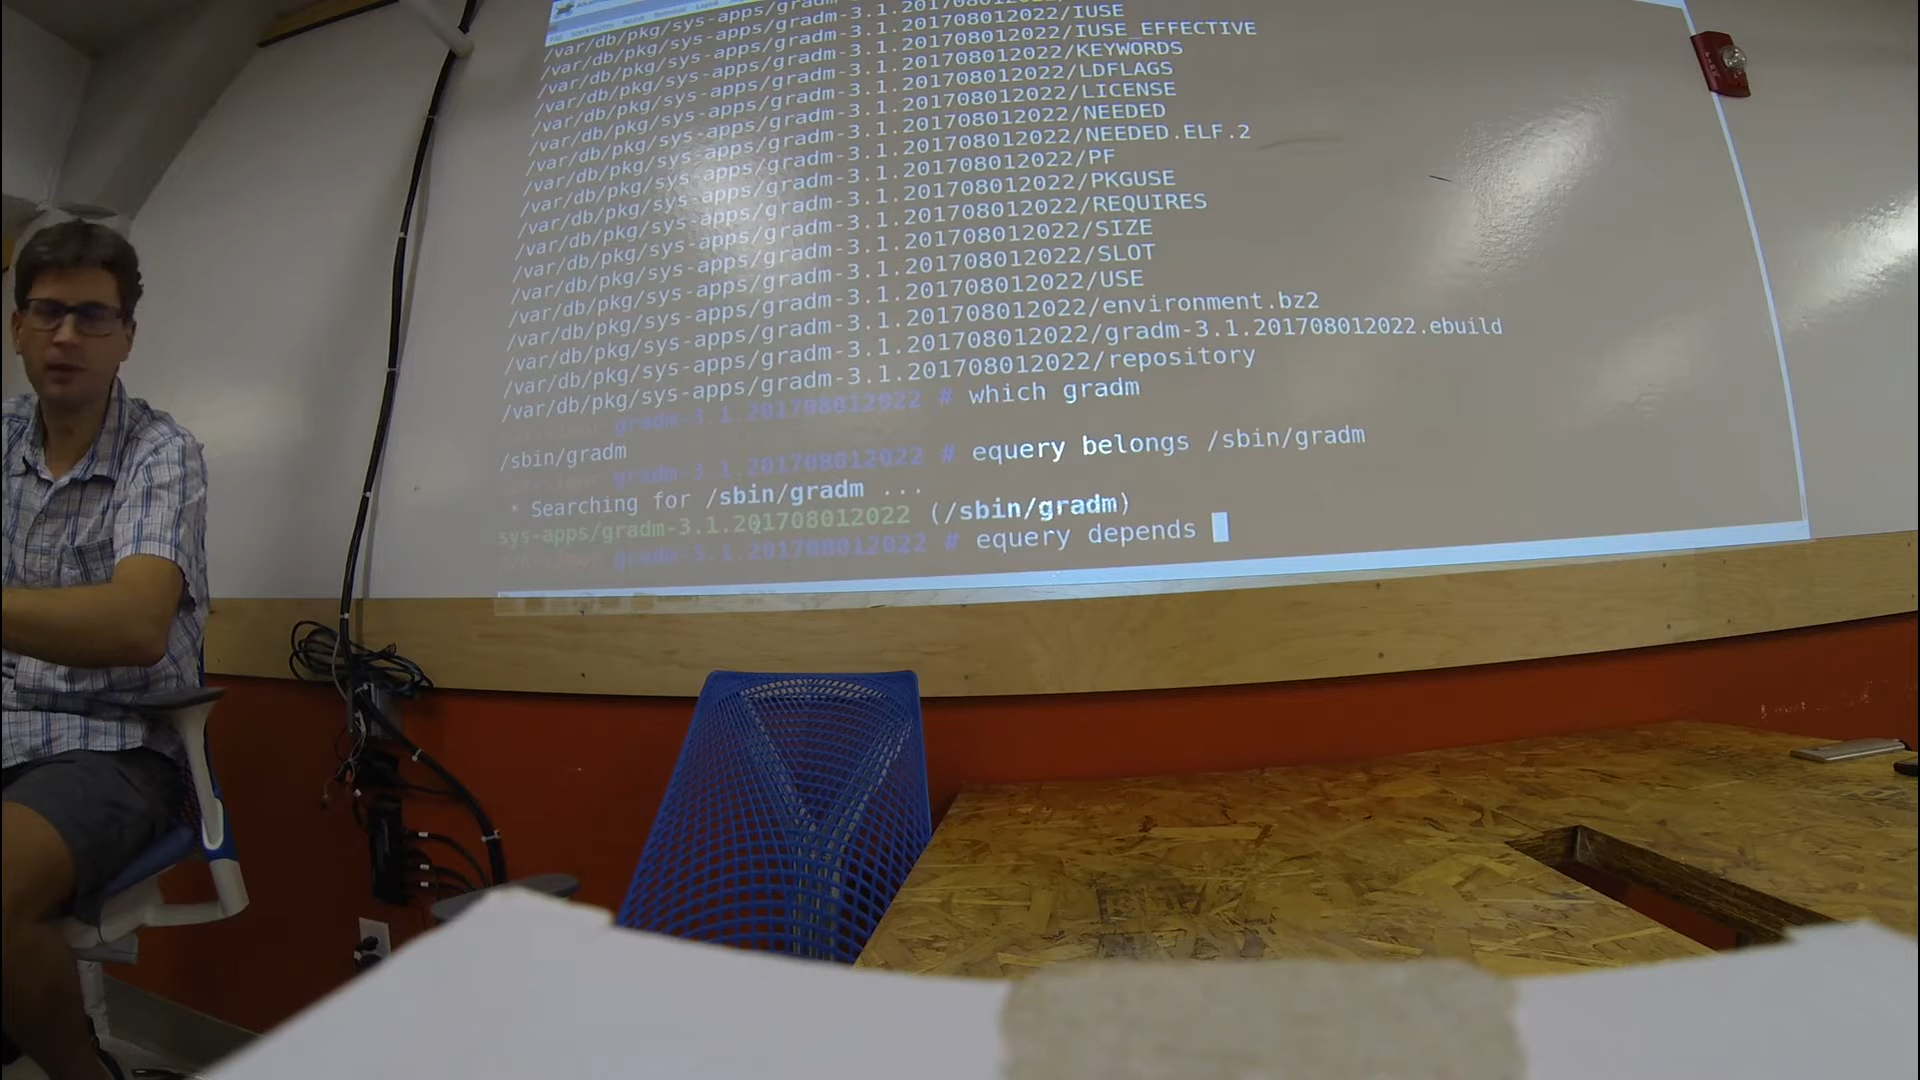 /var/db/pkg/sys-apps/gradm-3.1.201708012022/IUSE
/var/db/pkg/sys-apps/gradm-3.1.201708012022/IUSE_EFFECTIVE
/var/db/pkg/sys-apps/gradm-3.1.201708012022/KEYWORDS
/var/db/pkg/sys-apps/gradm-3.1.201708012022/LDFLAGS
/var/db/pkg/sys-apps/gradm-3.1.201708012022/LICENSE
/var/db/pkg/sys-apps/gradm-3.1.201708012022/NEEDED
/var/db/pkg/sys-apps/gradm-3.1.201708012022/NEEDED.ELF.2
/var/db/pkg/sys-apps/gradm-3.1.201708012022/PF
/var/db/pkg/sys-apps/gradm-3.1.201708012022/PKGUSE
/var/db/pkg/sys-apps/gradm-3.1.201708012022/REQUIRES
/var/db/pkg/sys-apps/gradm-3.1.201708012022/SIZE
/var/db/pkg/sys-apps/gradm-3.1.201708012022/SLOT
/var/db/pkg/sys-apps/gradm-3.1.201708012022/USE
/var/db/pkg/sys-apps/gradm-3.1.201708012022/environment.bz2
/var/db/pkg/sys-apps/gradm-3.1.201708012022/gradm-3.1.201708012022.ebuild
/var/db/pkg/sys-apps/gradm-3.1.201708012022/repository
gradm-3.1.201708012022 # which gradm
/sbin/gradm
gradm-3.1.201708012022 # equery belongs /sbin/gradm
* Searching for /sbin/gradm ...
sys-apps/gradm-3.1.201708012022 (/sbin/gradm)
gradm-3.1.201708012022 # equery depends